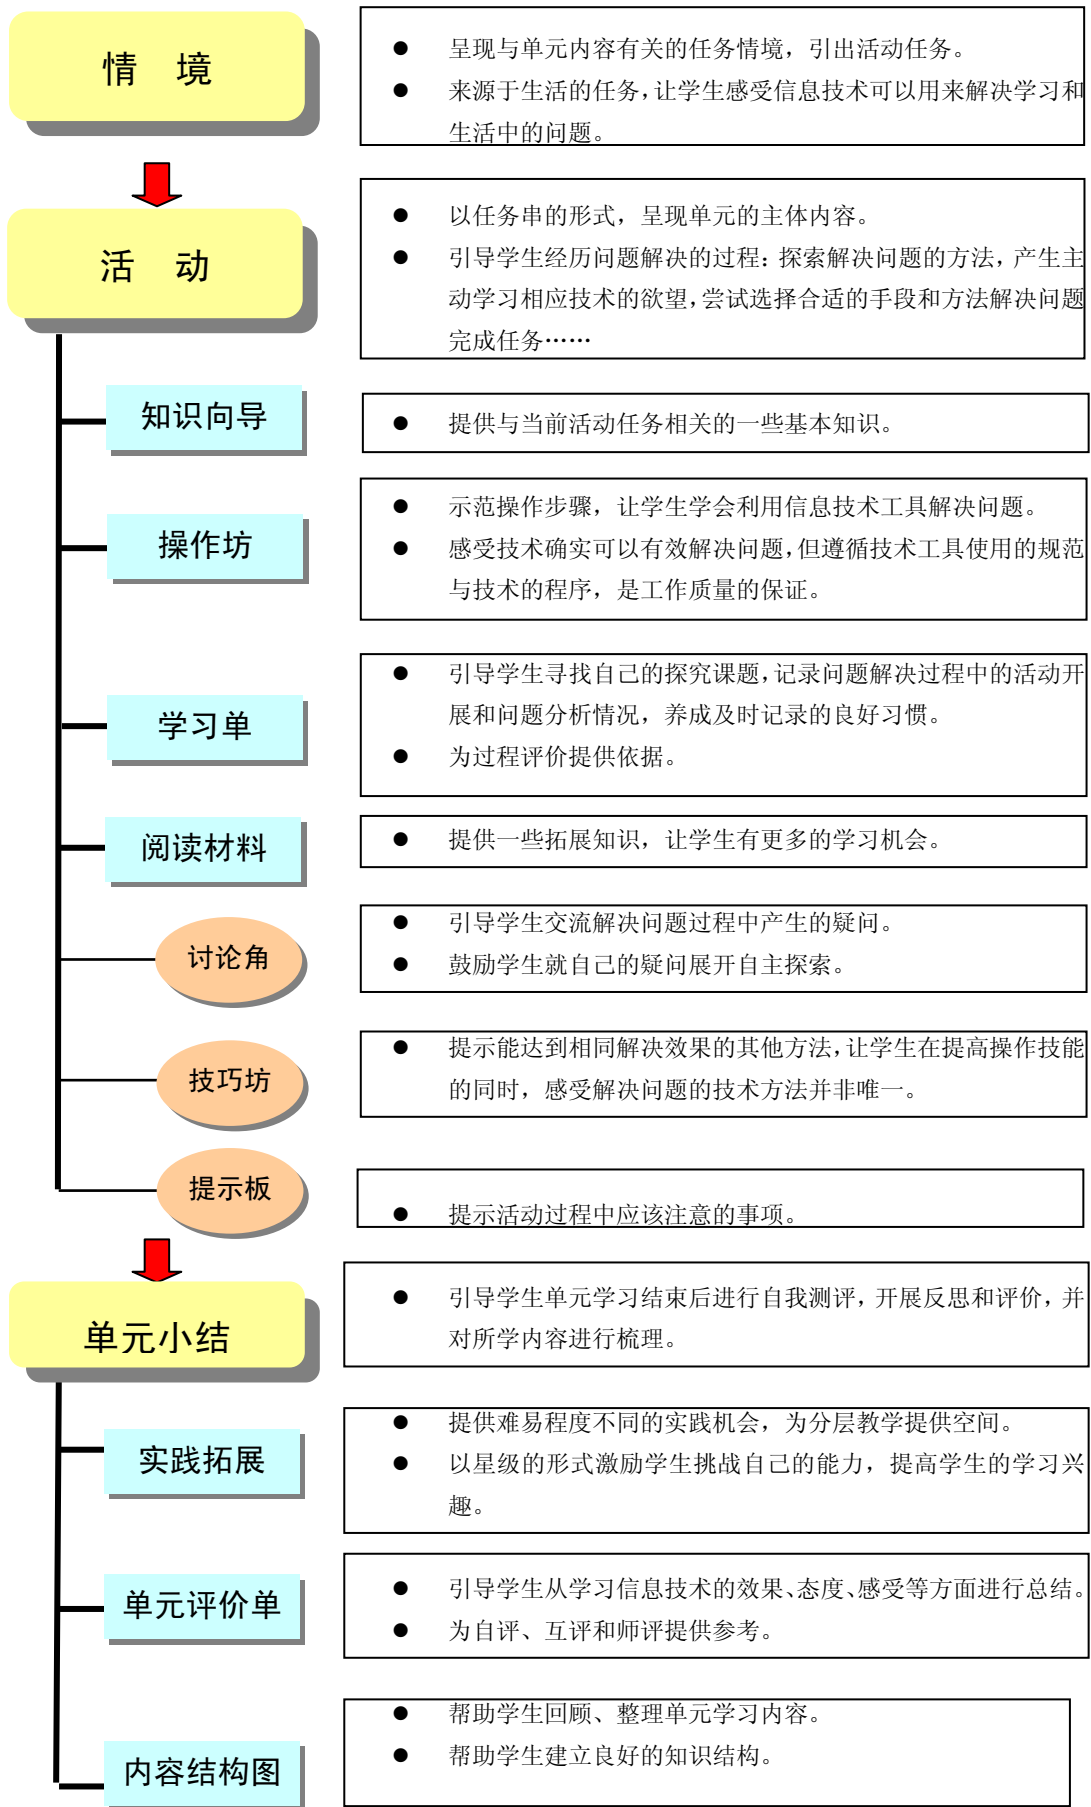 情 境
● 呈现与单元内容有关的任务情境，引出活动任务。
● 来源于生活的任务，让学生感受信息技术可以用来解决学习和
生活中的问题。
活 动
● 以任务串的形式，呈现单元的主体内容。
● 引导学生经历问题解决的过程：探索解决问题的方法，产生主
动学习相应技术的欲望，尝试选择合适的手段和方法解决问题
完成任务……
知识向导
● 提供与当前活动任务相关的一些基本知识。
操作坊
● 示范操作步骤，让学生学会利用信息技术工具解决问题。
● 感受技术确实可以有效解决问题，但遵循技术工具使用的规范
与技术的程序，是工作质量的保证。
学习单
● 引导学生寻找自己的探究课题，记录问题解决过程中的活动开
展和问题分析情况，养成及时记录的良好习惯。
● 为过程评价提供依据。
阅读材料
● 提供一些拓展知识，让学生有更多的学习机会。
讨论角
● 引导学生交流解决问题过程中产生的疑问。
● 鼓励学生就自己的疑问展开自主探索。
技巧坊
● 提示能达到相同解决效果的其他方法，让学生在提高操作技能
的同时，感受解决问题的技术方法并非唯一。
提示板
● 提示活动过程中应该注意的事项。
单元小结
● 引导学生单元学习结束后进行自我测评，开展反思和评价，并
对所学内容进行梳理。
实践拓展
● 提供难易程度不同的实践机会，为分层教学提供空间。
● 以星级的形式激励学生挑战自己的能力，提高学生的学习兴
趣。
单元评价单
● 引导学生从学习信息技术的效果、态度、感受等方面进行总结。
● 为自评、互评和师评提供参考。
内容结构图
● 帮助学生回顾、整理单元学习内容。
● 帮助学生建立良好的知识结构。